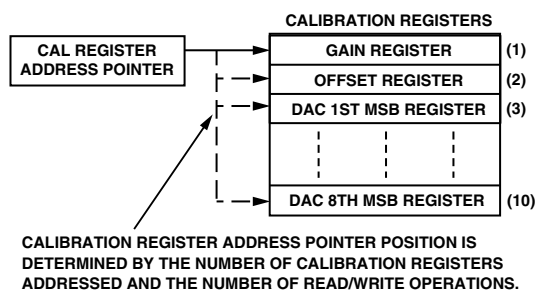 CALIBRATION REGISTERS
CAL REGISTER
ADDRESS POINTER
GAIN REGISTER (1)
OFFSET REGISTER (2)
DAC 1ST MSB REGISTER (3)
DAC 8TH MSB REGISTER (10)
CALIBRATION REGISTER ADDRESS POINTER POSITION IS
DETERMINED BY THE NUMBER OF CALIBRATION REGISTERS
ADDRESSED AND THE NUMBER OF READ/WRITE OPERATIONS.